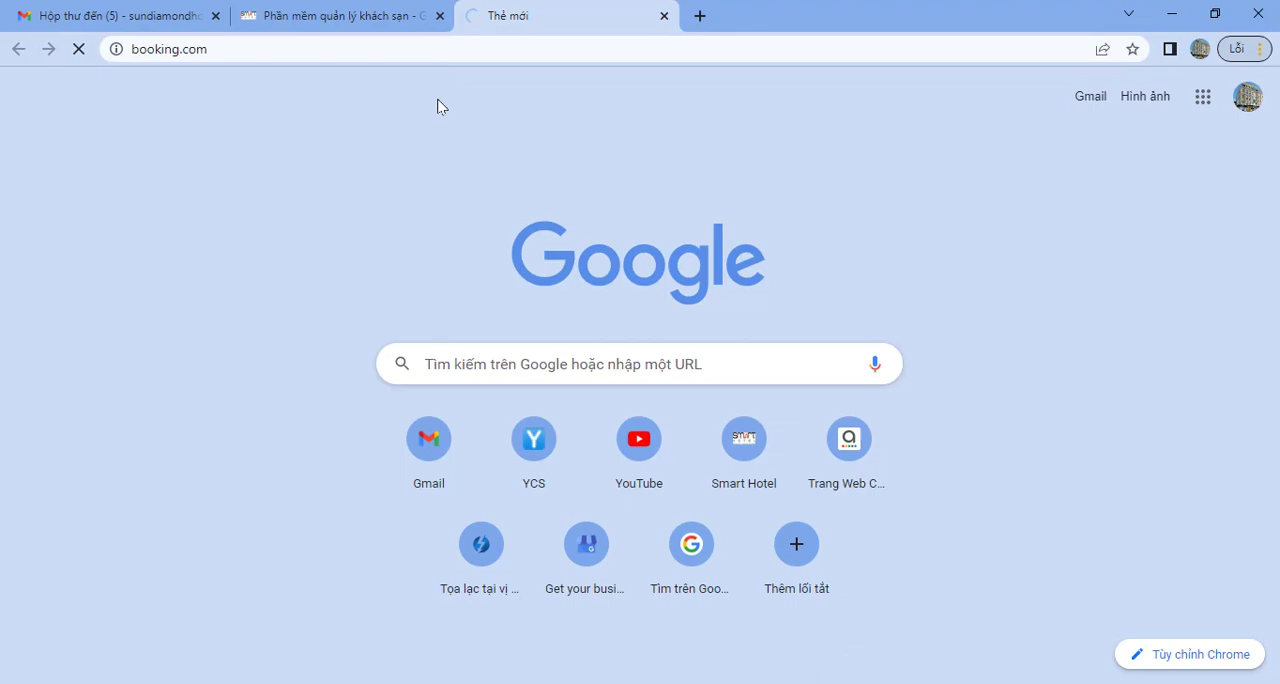 Hộp thư đến (5) - sundiamondho
Phần mềm quản lý khách sạn - G
Thẻ mới
booking.com
Lỗi
Gmail
Hình ảnh
Google
Tìm kiếm trên Google hoặc nhập một URL
SMART
Gmail
YCS
YouTube
Smart Hotel
Trang Web C...
Tọa lạc tại vị ...
Get your busi...
Tìm trên Goo...
Thêm lối tắt
Tùy chỉnh Chrome